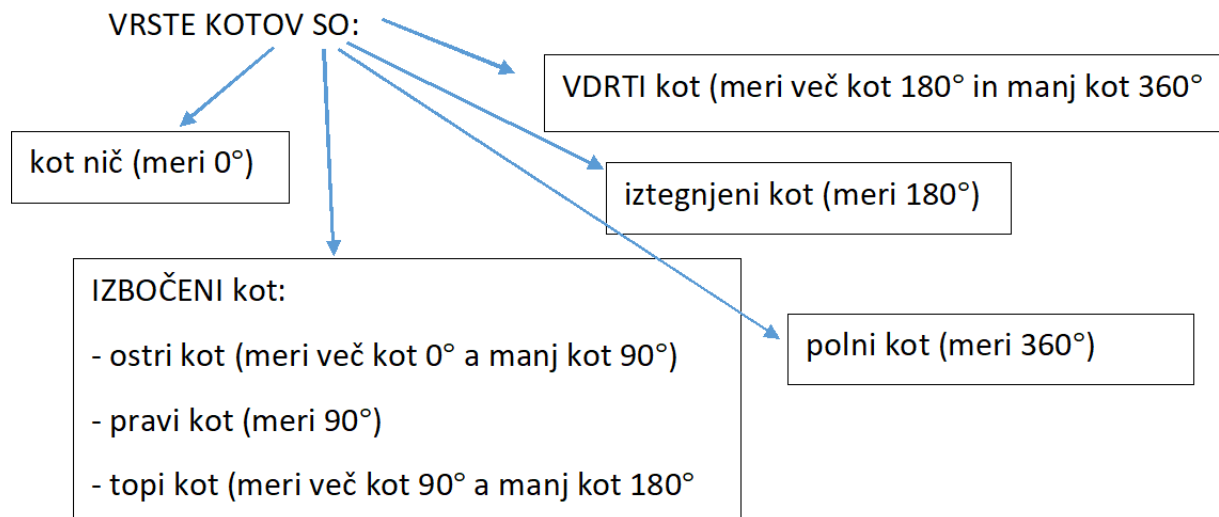 VRSTE KOTOV SO:
VDRTI kot (meri več kot 180° in manj kot 360°
kot nič (meri 0°)
iztegnjeni kot (meri 180°)
IZBOČENI kot:
- ostri kot (meri več kot 0° a manj kot 90°)
- pravi kot (meri 90°)
- topi kot (meri več kot 90° a manj kot 180°
polni kot (meri 360°)